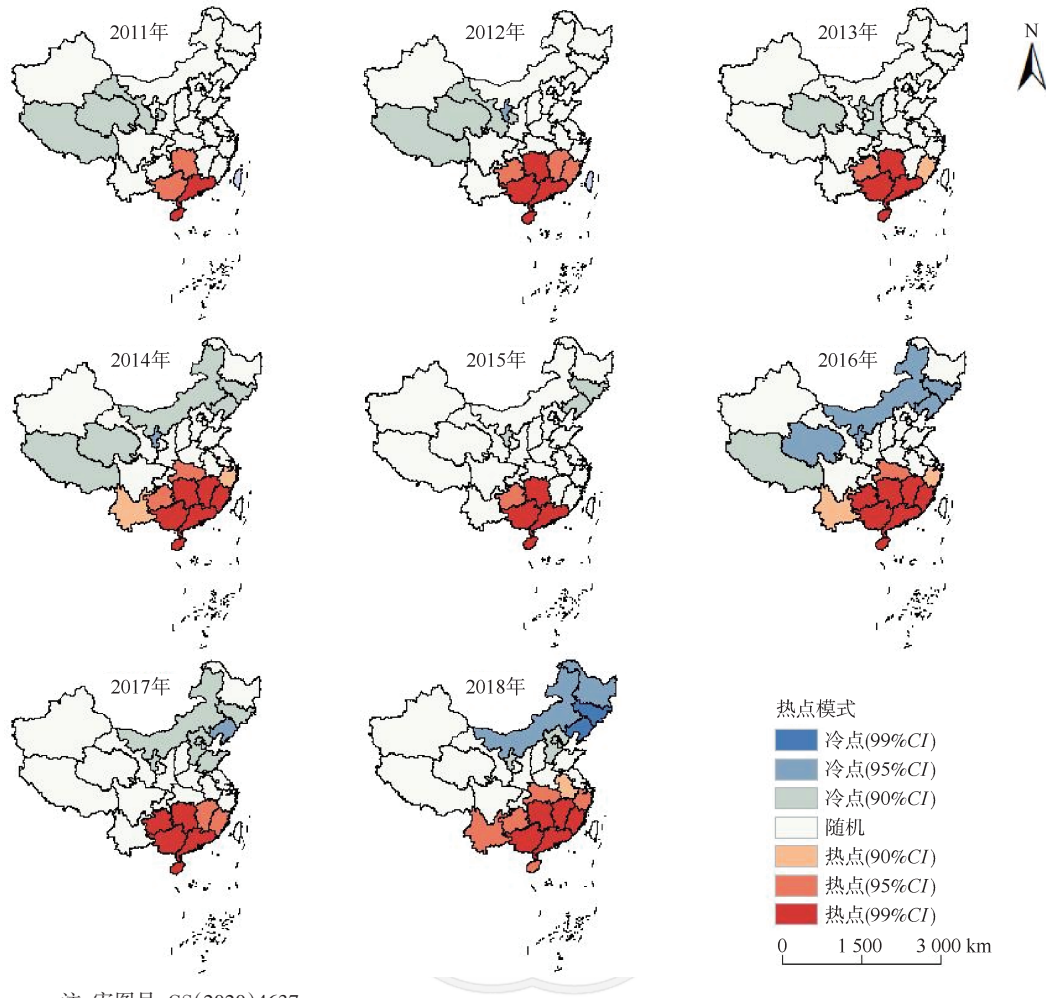 2011年
2012年
2013年
N
2014年
2015年
2016年
2017年
2018年
热点模式
冷点(99%CI)
冷点(95%CI)
冷点(90%CI)
随机
热点(90%CI)
热点(95%CI)
热点(99%CI)
0 1 500 3 000 km